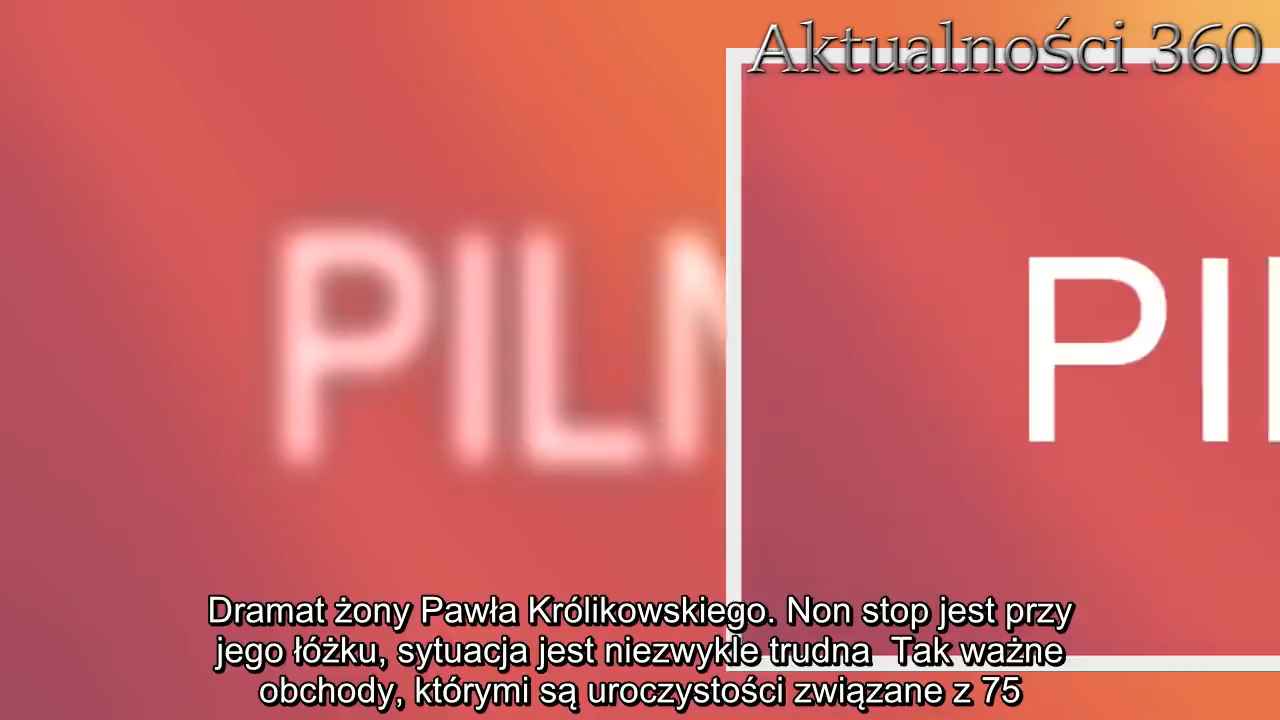 Aktualności 360
PILN
PI
Dramat żony Pawła Królikowskiego. Non stop jest przy
jego łóżku, sytuacja jest niezwykle trudna  Tak ważne
obchody, którymi są uroczystości związane z 75